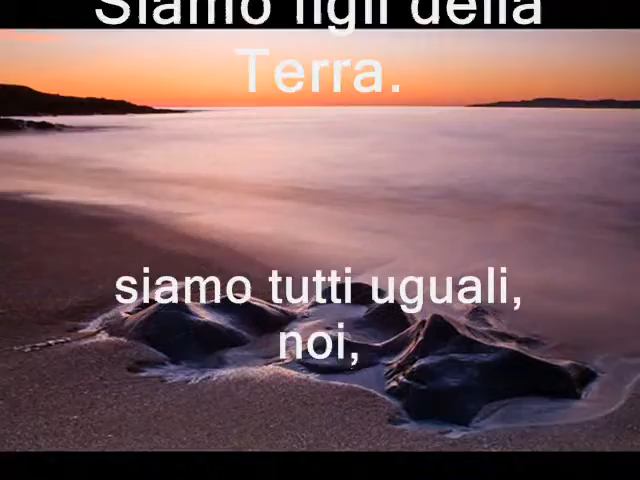 Siamo figli della
Terra.
siamo tutti uguali,
noi,